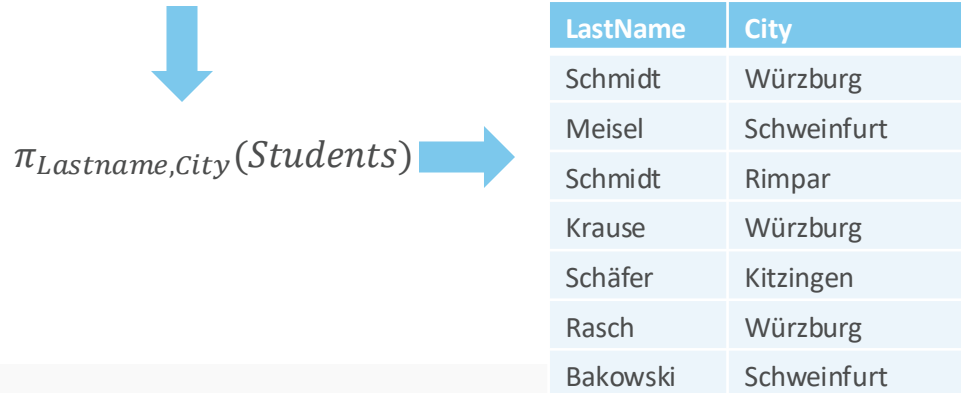 π Lastname,City (Students)
LastName City
Schmidt Würzburg
Meisel Schweinfurt
Schmidt Rimpar
Krause Würzburg
Schäfer Kitzingen
Rasch Würzburg
Bakowski Schweinfurt